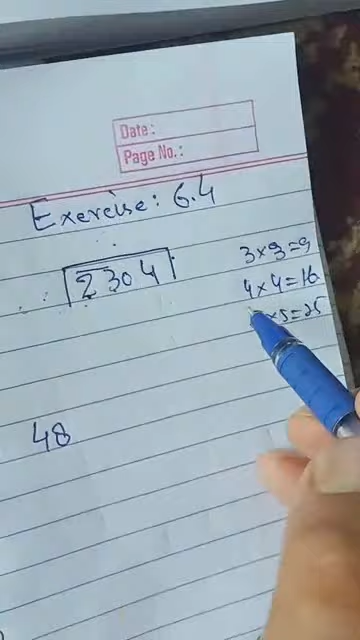 Date:
Page No.:
Exercise: 6.4
2304
3×3=9
4×4=16
×5=25
48